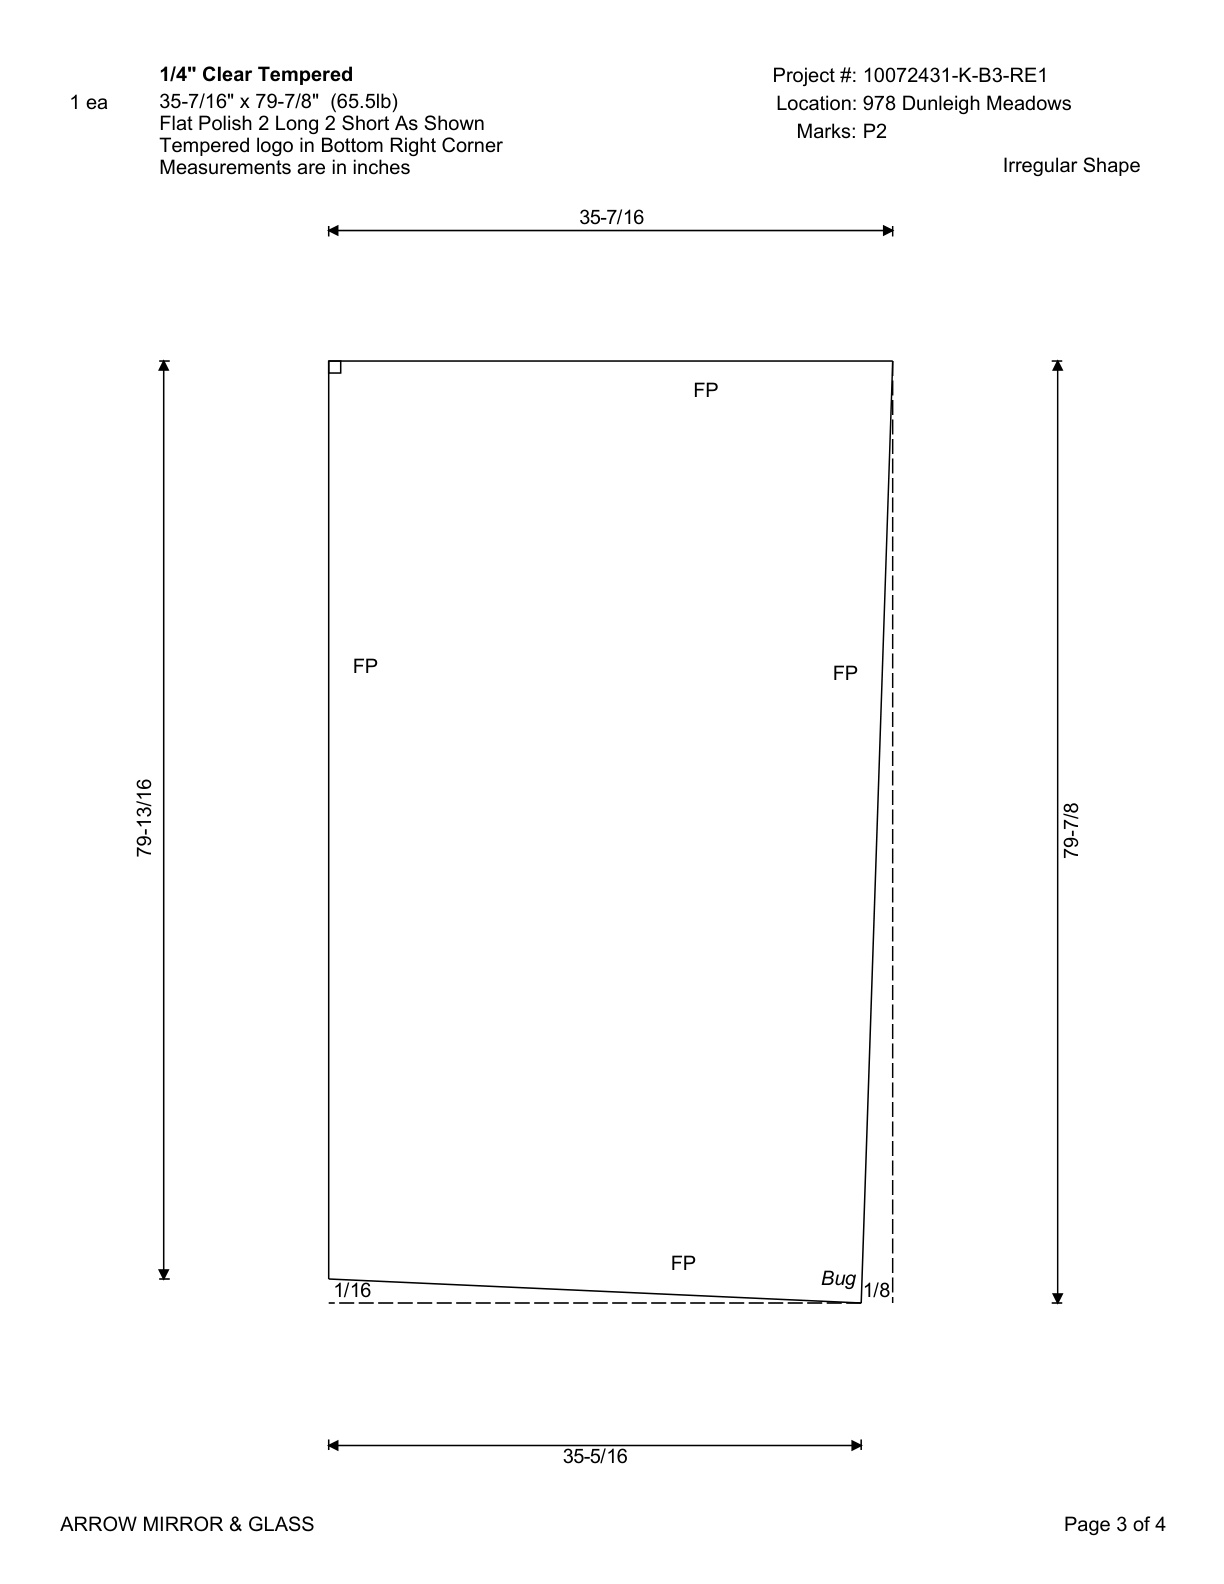 1/4" Clear Tempered
1 ea
35-7/16" x 79-7/8"  (65.5lb)
Flat Polish 2 Long 2 Short As Shown
Tempered logo in Bottom Right Corner
Measurements are in inches
Project #: 10072431-K-B3-RE1
Location: 978 Dunleigh Meadows
Marks: P2
Irregular Shape
35-7/16
FP
FP
FP
79-13/16
79-7/8
FP
Bug
1/16
1/8
35-5/16
ARROW MIRROR & GLASS
Page 3 of 4